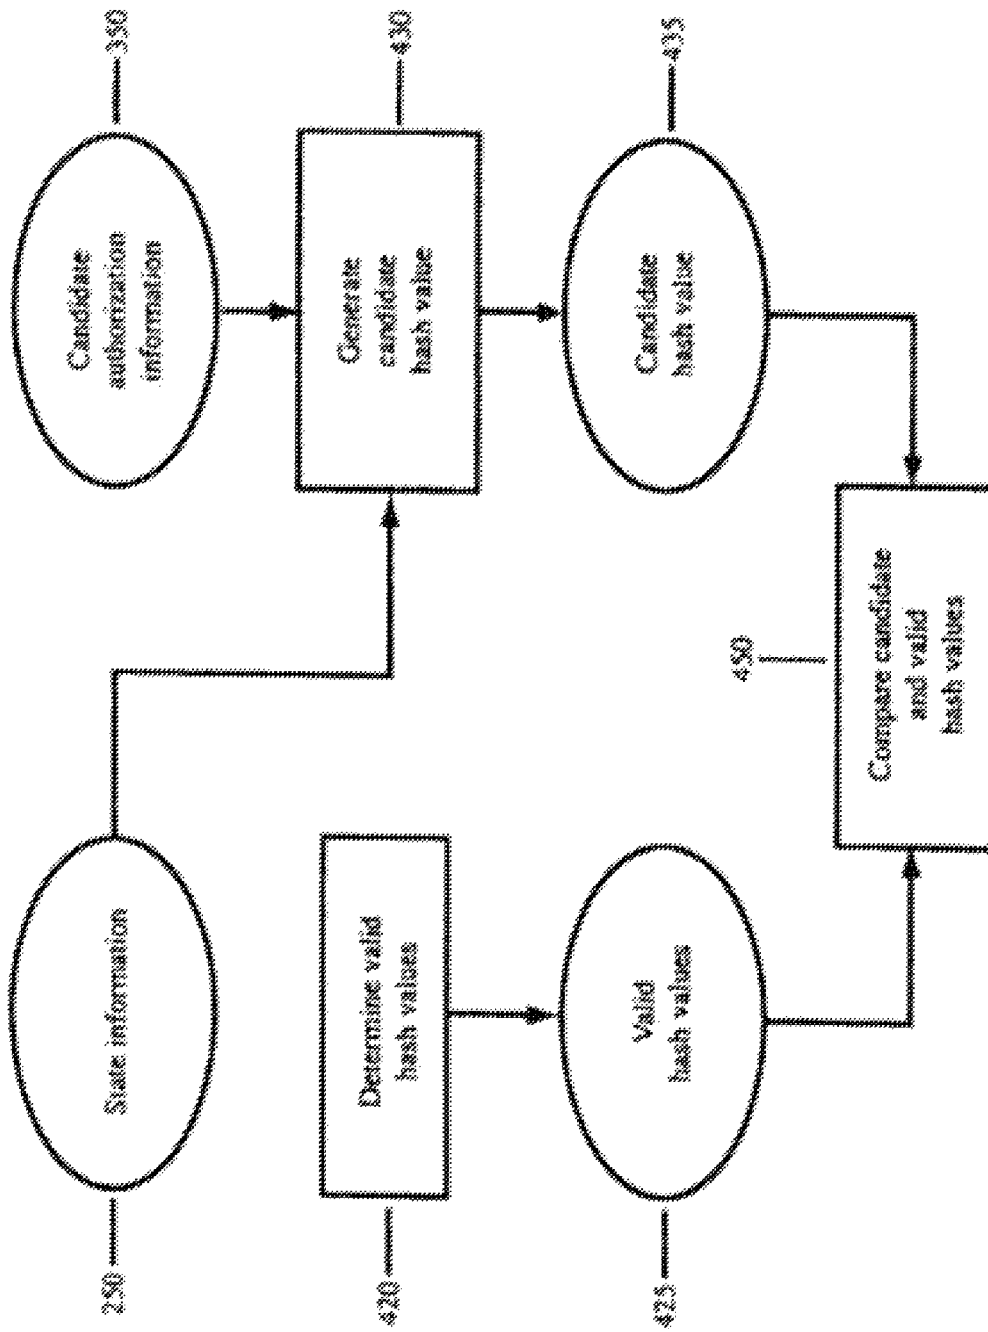 250
State information
Candidate
authorization
information
350
420
Determine valid
hash values
Generate
candidate
hash value
430
425
Valid
hash values
Candidate
hash value
435
450
Compare candidate
and valid
hash values